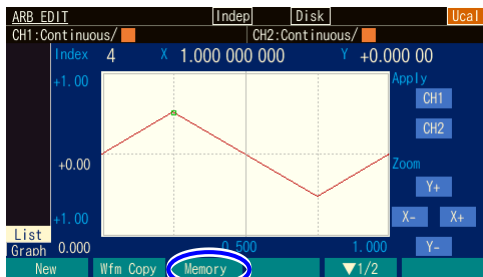 ARB EDIT Indep Disk Ucal
CH1:Continuous/ CH2:Continuous/
Index 4 X 1.000 000 000 Y +0.000 00
+1.00 Apply
CH1
CH2
+0.00 Zoom
Y+
+1.00 X- X+
List
Graph 0.000 0.500 1.000 Y-
New Wfm Copy Memory ▼1/2